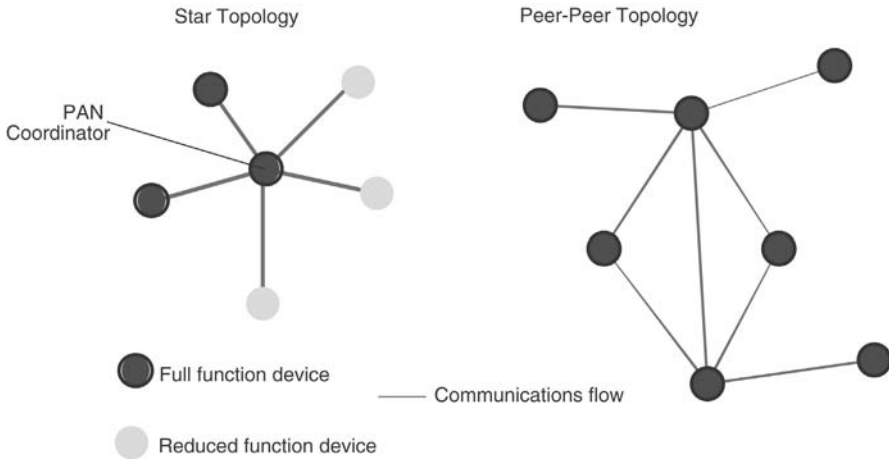 Star Topology
Peer-Peer Topology
PAN
Coordinator
Full function device
Communications flow
Reduced function device